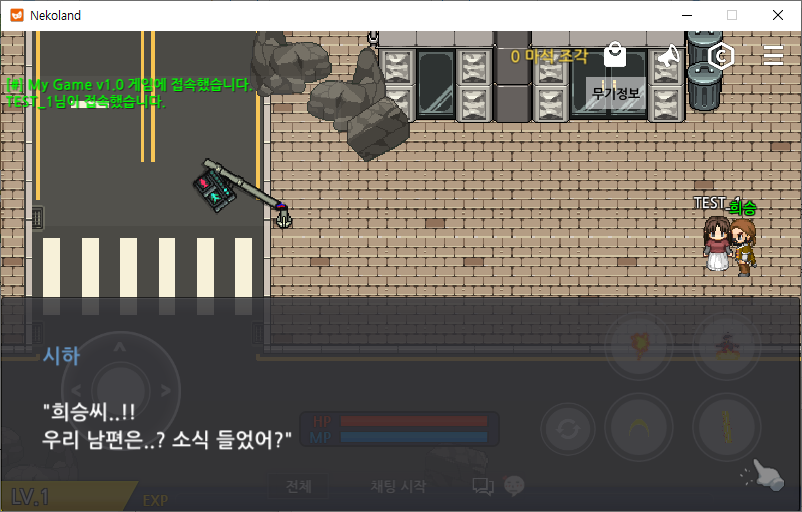 Nekoland
0 마석 조각
[#] My Game v1.0 게임에 접속했습니다.
TEST_1님이 접속했습니다.
무기정보
TEST_1
희승
시하
"희승씨..!!
우리 남편은..? 소식 들었어?"
HP
MP
전체
채팅 시작
LV.1
EXP